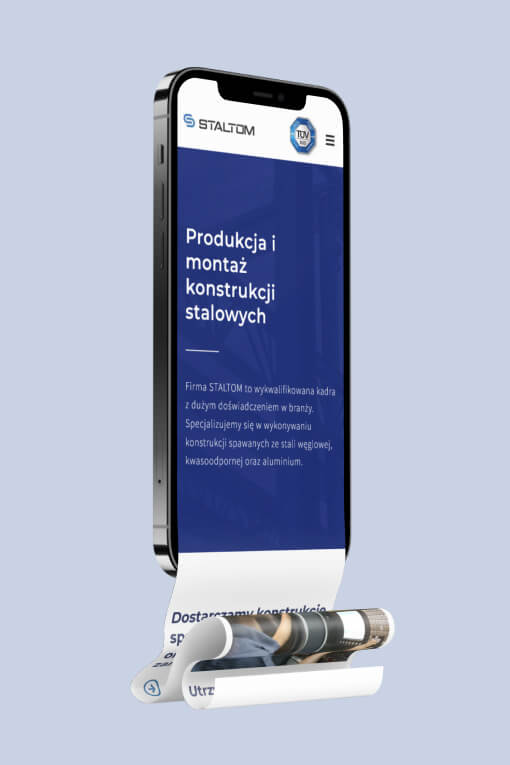 STALTOM
TÜV
Produkcja i
montaż
konstrukcji
stalowych
Firma STALTOM to wykwalifikowana kadra
z dużym doświadczeniem w branży.
Specjalizujemy się w wykonywaniu
konstrukcji spawanych ze stali węglowej,
kwasoodpornej oraz aluminium.
Dostarczamy konstrukcje